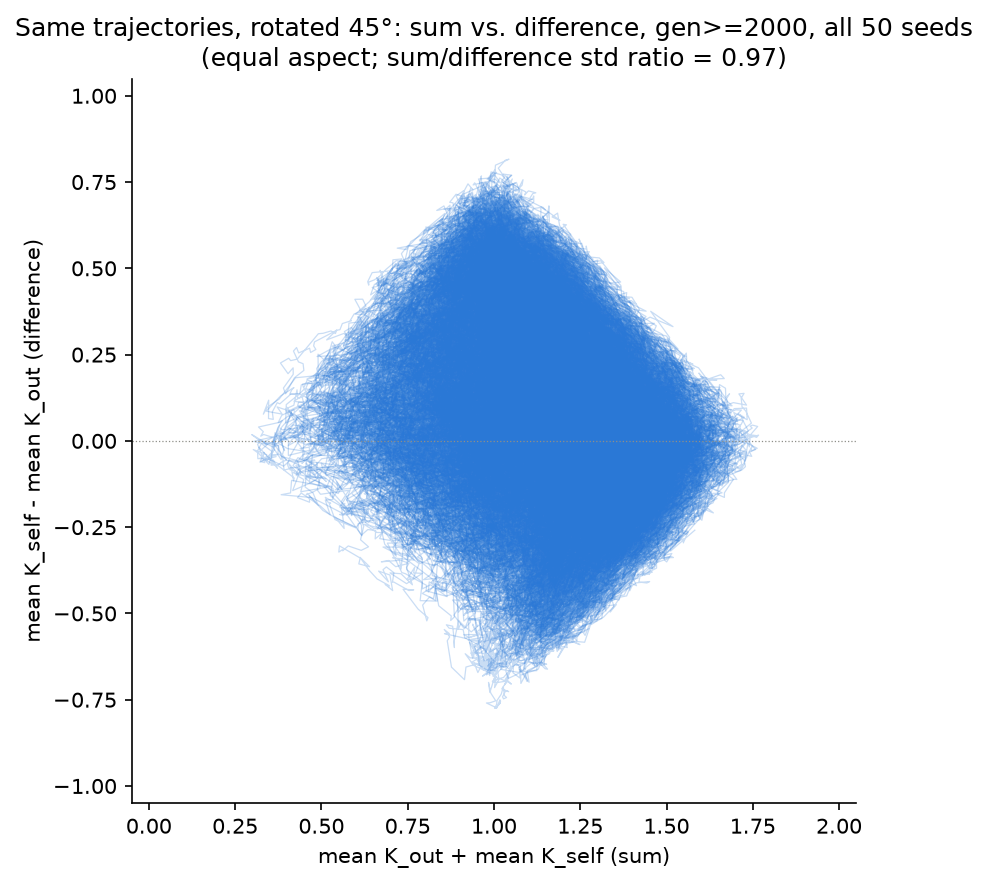 Same trajectories, rotated 45°: sum vs. difference, gen>=2000, all 50 seeds
(equal aspect; sum/difference std ratio = 0.97)
mean K_self - mean K_out (difference)
1.00
0.75
0.50
0.25
0.00
−0.25
−0.50
−0.75
−1.00
0.00 0.25 0.50 0.75 1.00 1.25 1.50 1.75 2.00
mean K_out + mean K_self (sum)